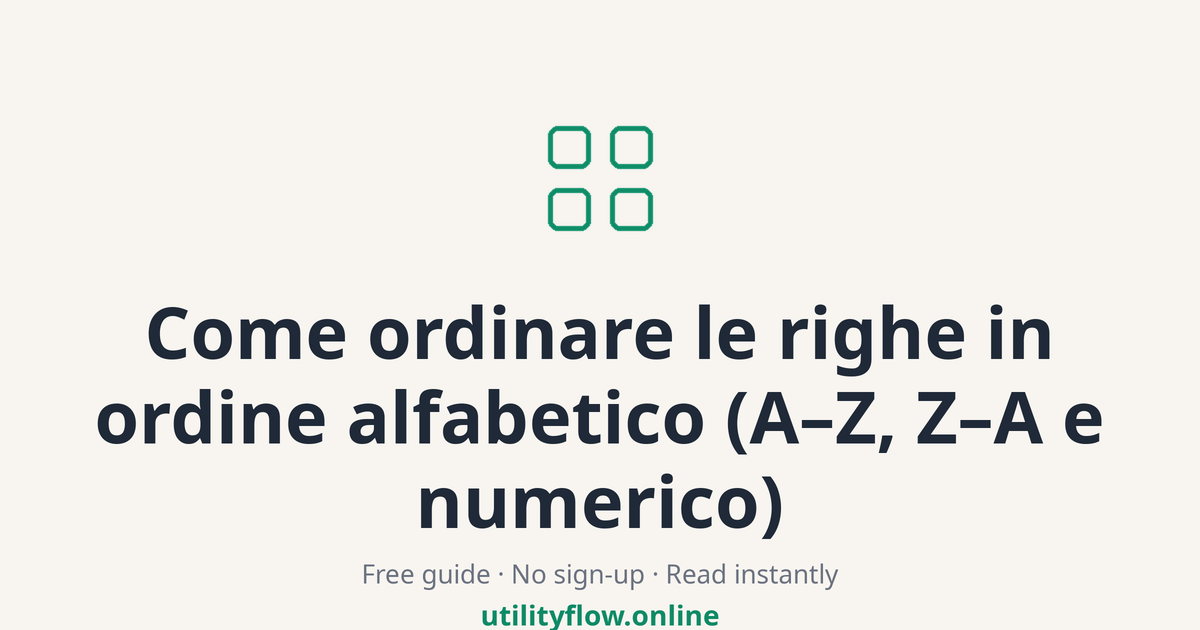 Come ordinare le righe in
ordine alfabetico (A–Z, Z–A e
numerico)
Free guide · No sign-up · Read instantly
utilityflow.online